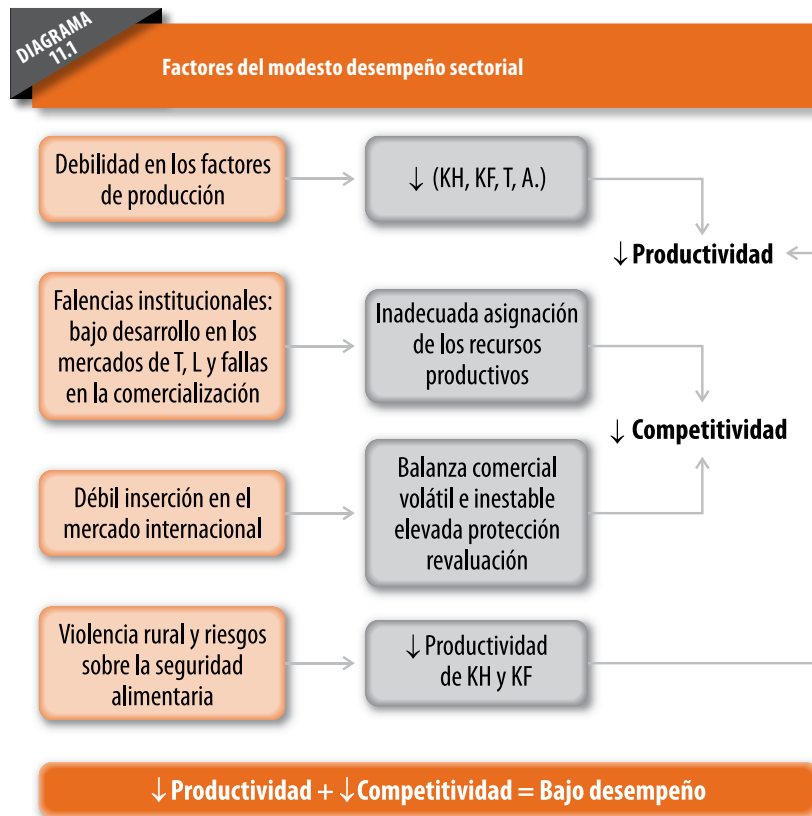 DIAGRAMA
11.1
Factores del modesto desempeño sectorial
Debilidad en los factores
de producción
↓ (KH, KF, T, A.)
↓ Productividad
Falencias institucionales:
bajo desarrollo en los
mercados de T, L y fallas
en la comercialización
Inadecuada asignación
de los recursos
productivos
↓ Competitividad
Débil inserción en el
mercado internacional
Balanza comercial
volátil e inestable
elevada protección
revaluación
Violencia rural y riesgos
sobre la seguridad
alimentaria
↓ Productividad
de KH y KF
↓ Productividad + ↓ Competitividad = Bajo desempeño